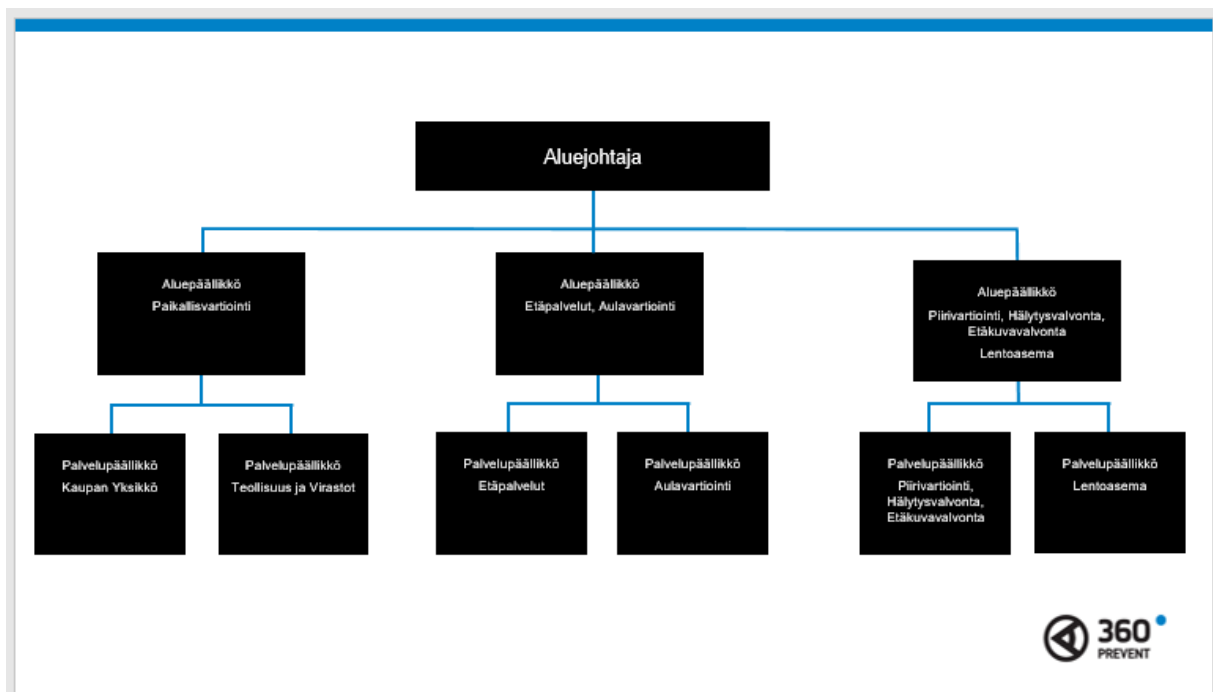 Aluejohtaja
Aluepäällikkö
Paikallisvartiointi
Aluepäällikkö
Etäpalvelut, Aulavartiointi
Aluepäällikkö
Piirivartiointi, Hälytysvalvonta,
Etäkuvavalvonta
Lentoasema
Palvelupäällikkö
Kaupan Yksikkö
Palvelupäällikkö
Teollisuus ja Virastot
Palvelupäällikkö
Etäpalvelut
Palvelupäällikkö
Aulavartiointi
Palvelupäällikkö
Piirivartiointi,
Hälytysvalvonta,
Etäkuvavalvonta
Palvelupäällikkö
Lentoasema
360
PREVENT